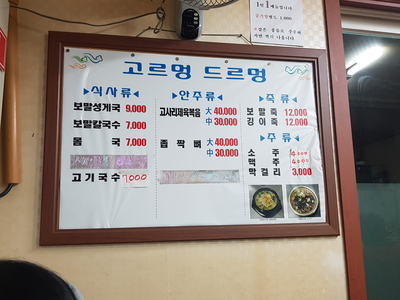 고르멍 드르멍
▶식사류◀
보말성게국 9,000
보말칼국수 7,000
몸 국 7,000
고기국수 7000
▶안주류◀
고사리제육볶음 大 40,000
中 30,000
좁짝뼈 大 40,000
中 30,000
▶죽 류◀
보 말 죽 12,000
깅 이 죽 12,000
▶주 류◀
소 주 4000
맥 주 4000
막걸리 3,000